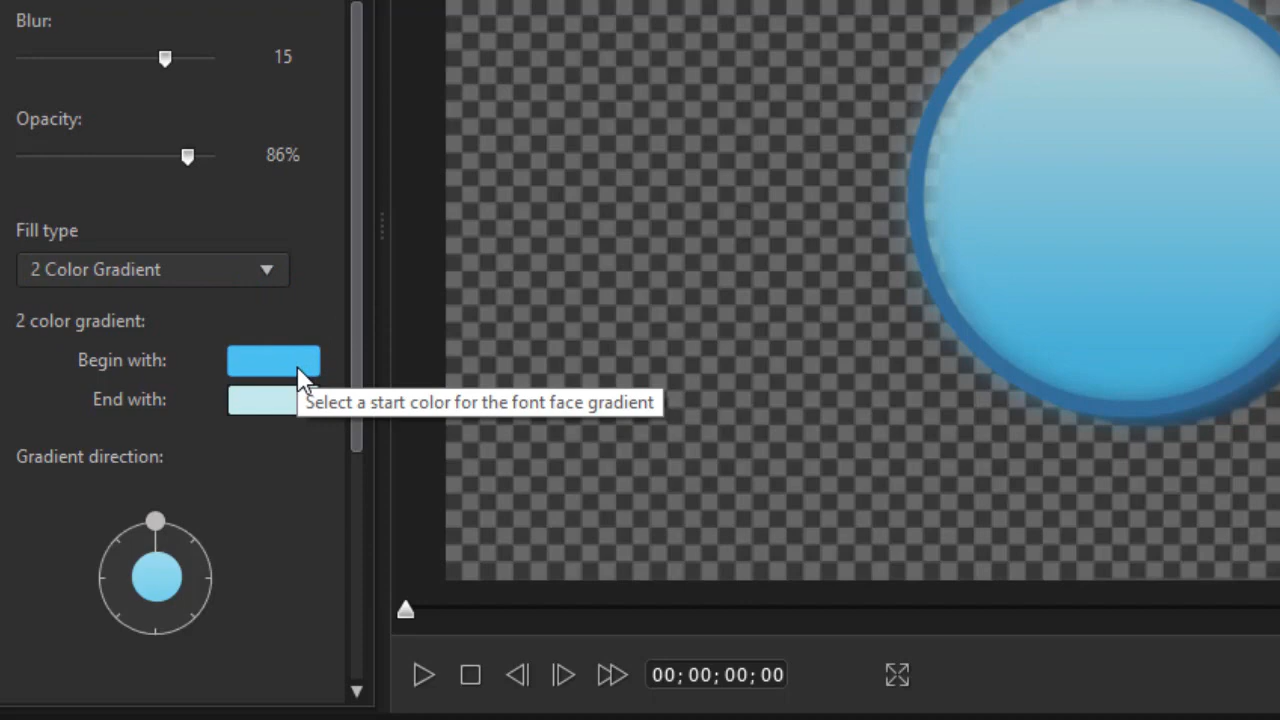 Blur:
15
Opacity:
86%
Fill type
2 Color Gradient
2 color gradient:
Begin with:
End with:
Select a start color for the font face gradient
Gradient direction:
00;00;00;00